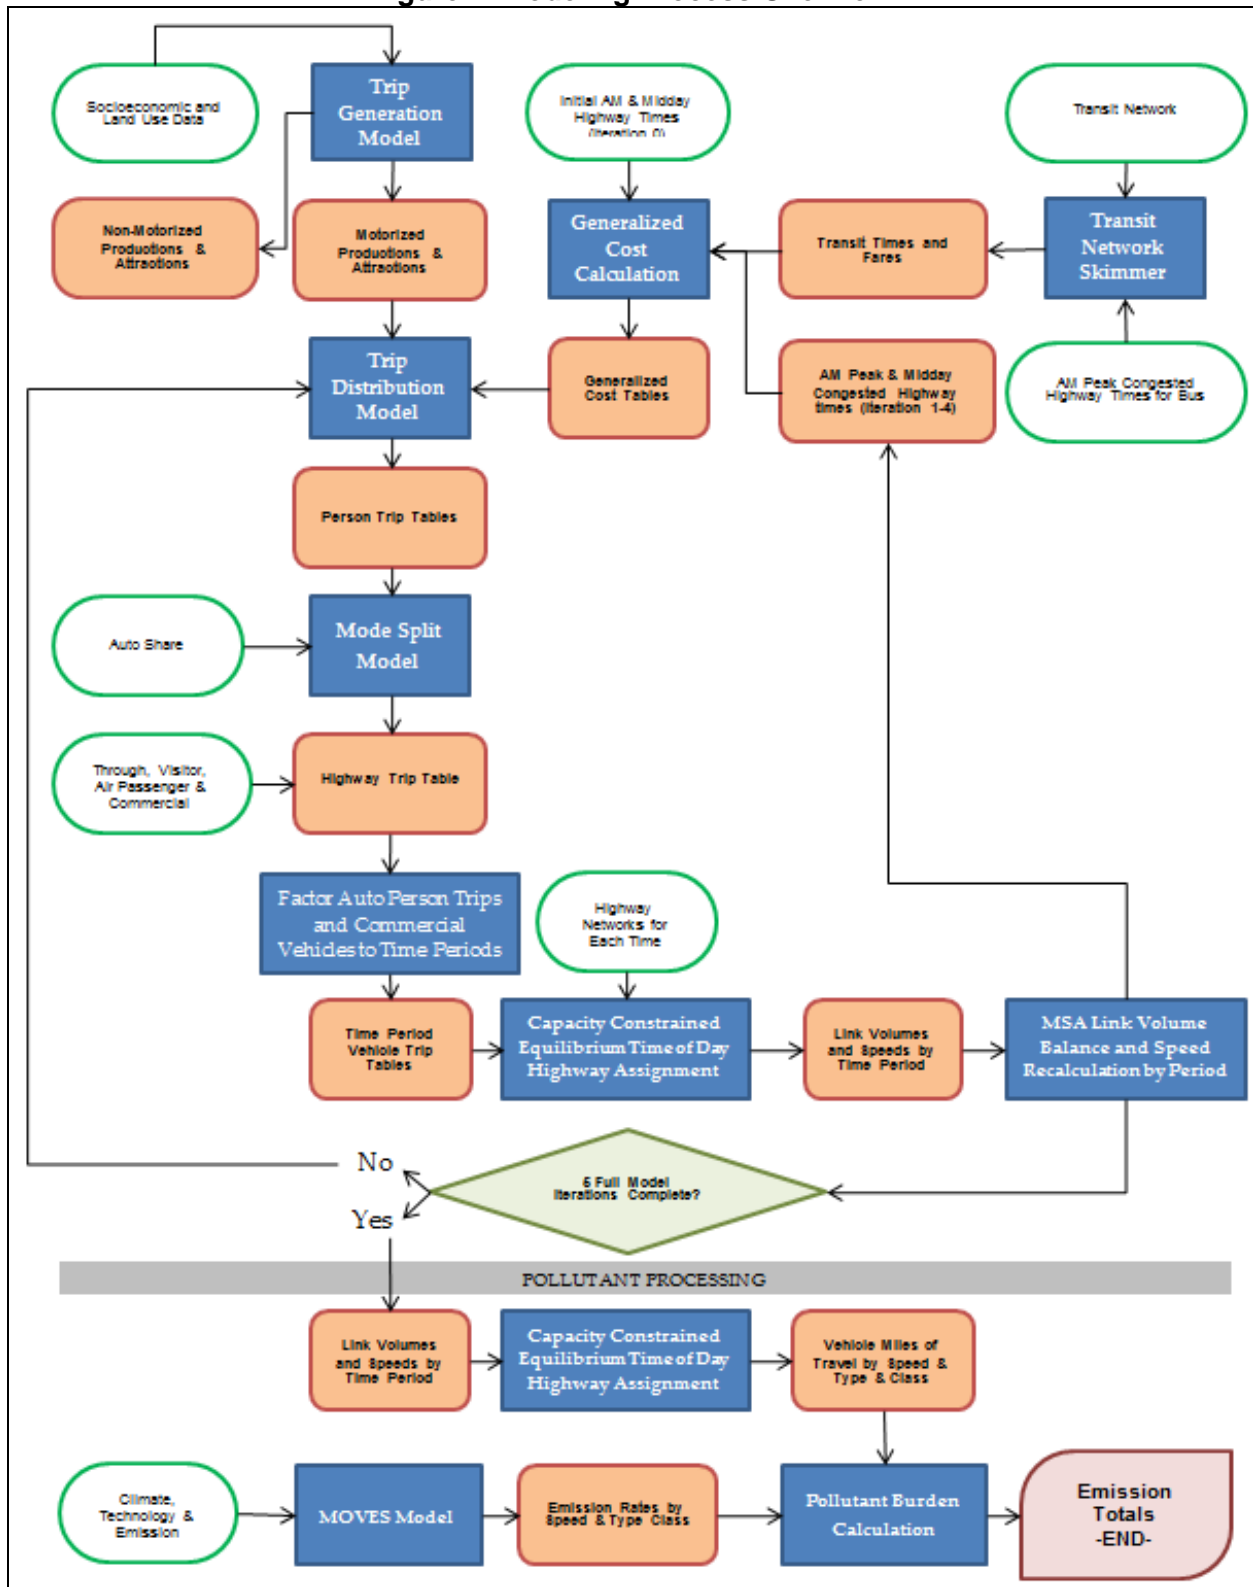 Socioeconomic and
Land Use Data
Trip
Generation
Model
Initial AM & Midday
Highway Times
(Iteration 0)
Transit Network
Non-Motorized
Productions &
Attractions
Motorized
Productions &
Attractions
Generalized
Cost
Calculation
Transit Times and
Fares
Transit
Network
Skimmer
Trip
Distribution
Model
Generalized
Cost Tables
AM Peak & Midday
Congested Highway
times (Iteration 1-4)
AM Peak Congested
Highway Times for Bus
Person Trip Tables
Auto Share
Mode Split
Model
Through, Visitor,
Air Passenger &
Commercial
Highway Trip Table
Factor Auto Person Trips
and Commercial
Vehicles to Time Periods
Highway
Networks for
Each Time
Time Period
Vehicle Trip
Tables
Capacity Constrained
Equilibrium Time of Day
Highway Assignment
Link Volumes
and Speeds by
Time Period
MSA Link Volume
Balance and Speed
Recalculation by Period
No
5 Full Model
Iterations Complete?
Yes
POLLUTANT PROCESSING
Link Volumes
and Speeds by
Time Period
Capacity Constrained
Equilibrium Time of Day
Highway Assignment
Vehicle Miles of
Travel by Speed &
Type & Class
Climate,
Technology &
Emission
MOVES Model
Emission Rates by
Speed & Type Class
Pollutant Burden
Calculation
Emission
Totals
-END-